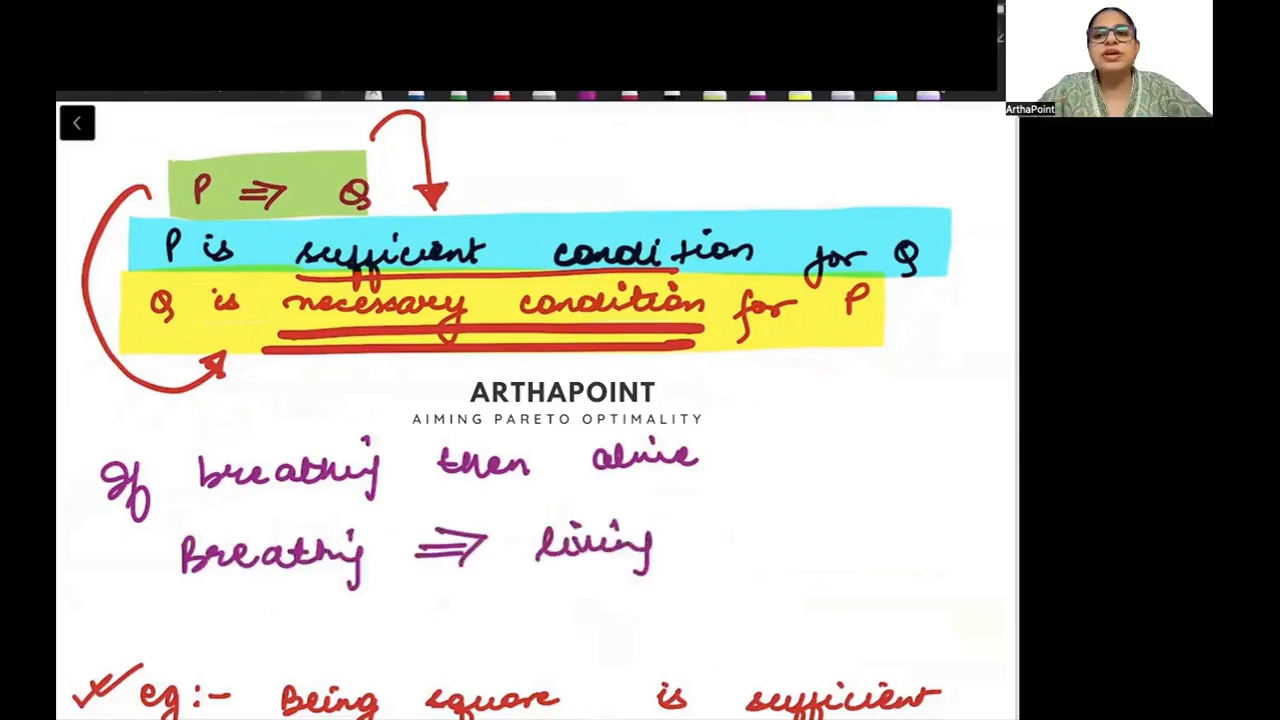 ArthaPoint
P ⇒ Q
P is sufficient condition for Q
Q is necessary condition for P
ARTHAPOINT
AIMING PARETO OPTIMALITY
If breathing then alive
Breathing ⇒ living
eg:- Being square is sufficient